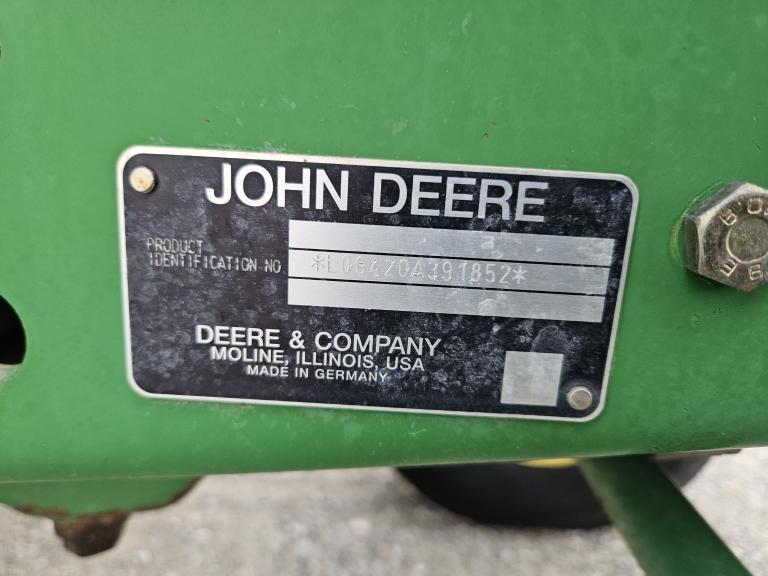 JOHN DEERE
PRODUCT
IDENTIFICATION NO
*L06420A391852*
DEERE & COMPANY
MOLINE, ILLINOIS, USA
MADE IN GERMANY